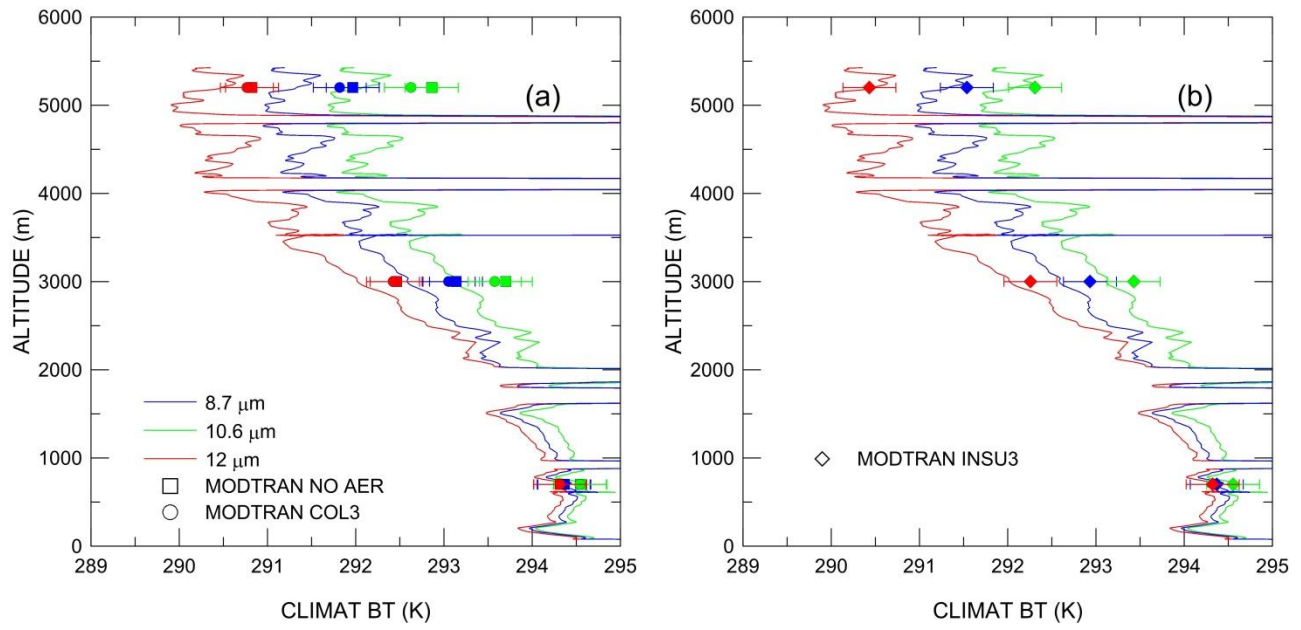 6000
5000
4000
3000
2000
1000
0
ALTITUDE (m)
(a)
8.7 μm
10.6 μm
12 μm
MODTRAN NO AER
MODTRAN COL3
289 290 291 292 293 294 295
CLIMAT BT (K)
6000
5000
4000
3000
2000
1000
0
ALTITUDE (m)
(b)
MODTRAN INSU3
289 290 291 292 293 294 295
CLIMAT BT (K)